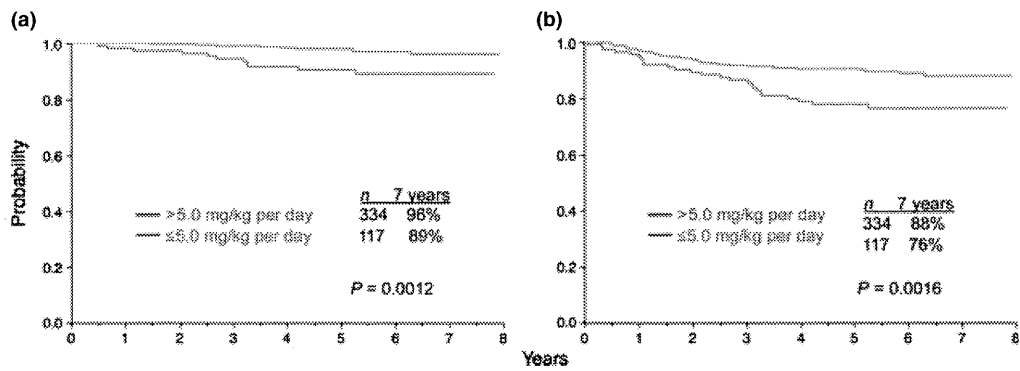 (a)
1.0
0.8
0.6
0.4
0.2
0.0
Probability
n 7 years
>5.0 mg/kg per day 334 96%
≤5.0 mg/kg per day 117 89%
P = 0.0012
0 1 2 3 4 5 6 7 8
(b)
1.0
0.8
0.6
0.4
0.2
0.0
n 7 years
>5.0 mg/kg per day 334 88%
≤5.0 mg/kg per day 117 76%
P = 0.0016
0 1 2 3 4 5 6 7 8
Years